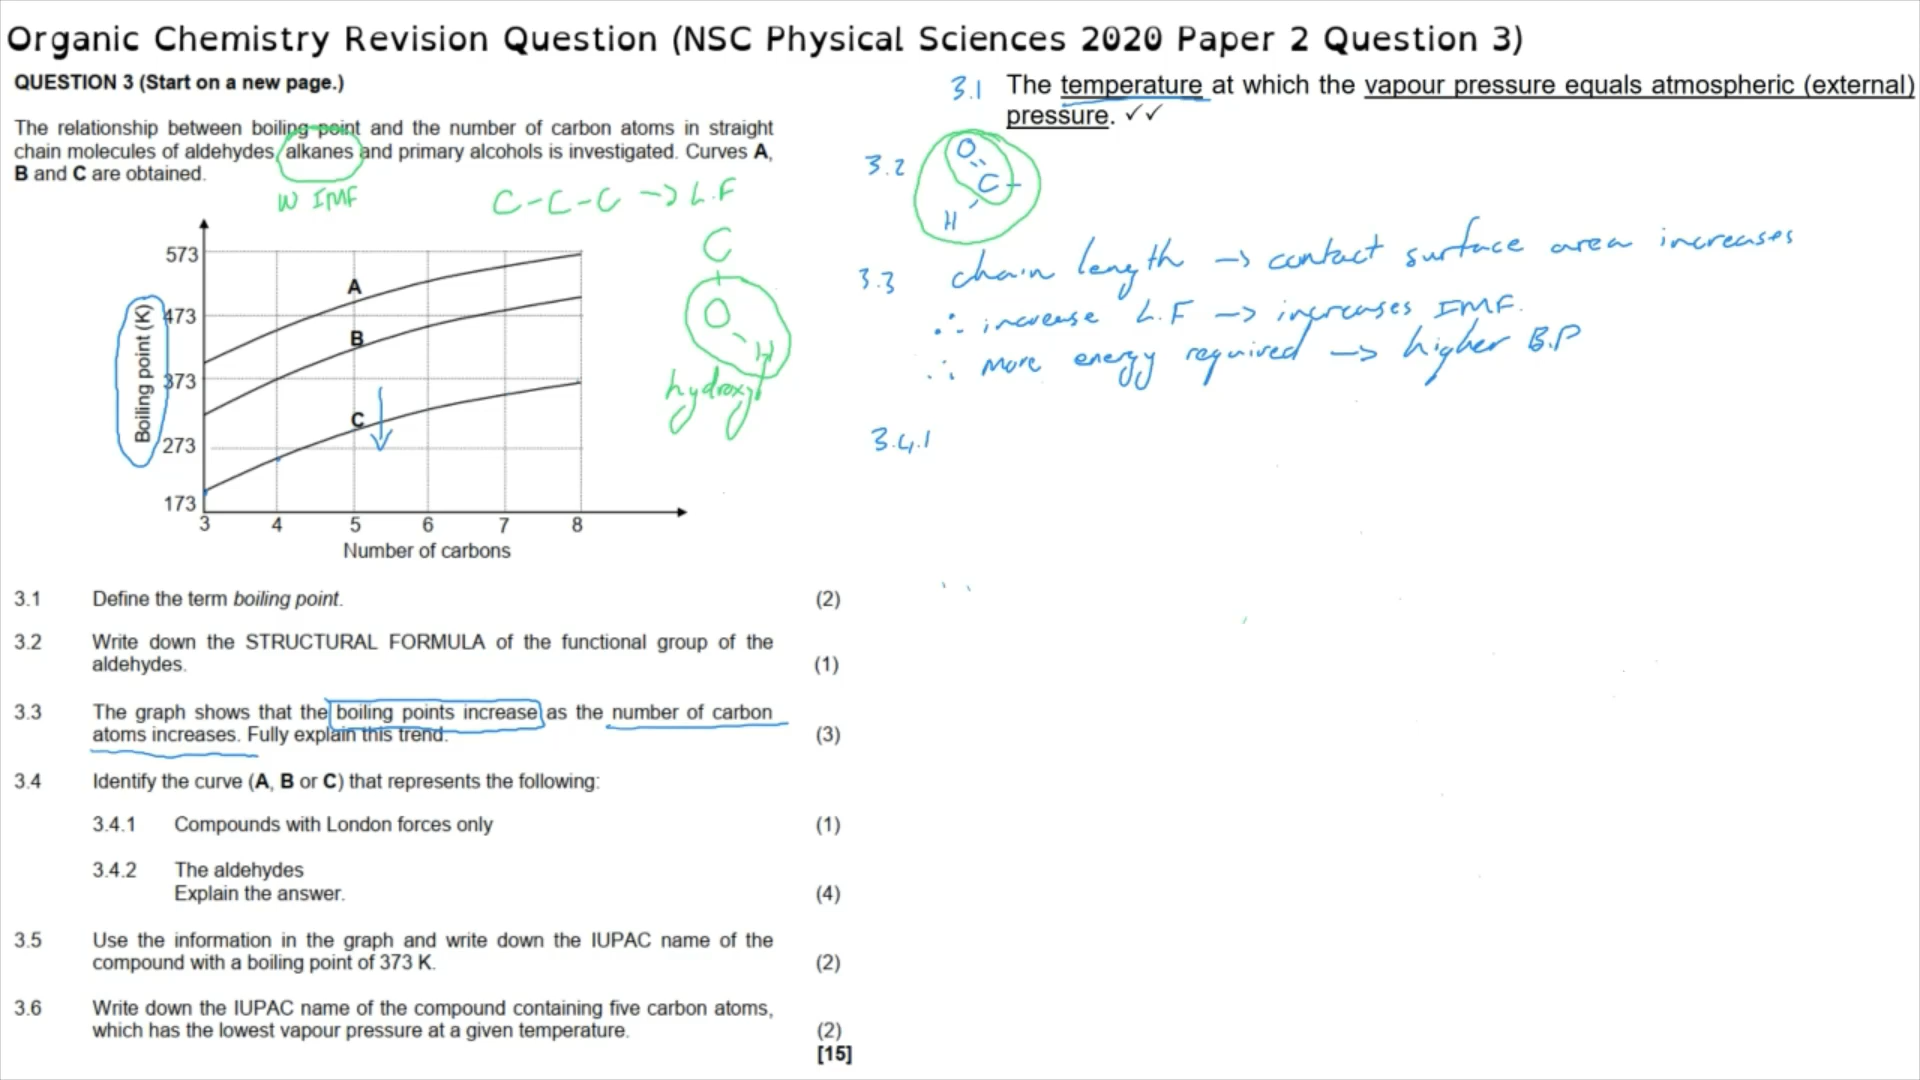 Organic Chemistry Revision Question (NSC Physical Sciences 2020 Paper 2 Question 3)
QUESTION 3 (Start on a new page.)
The relationship between boiling point and the number of carbon atoms in straight
chain molecules of aldehydes, alkanes and primary alcohols is investigated. Curves A,
B and C are obtained.
W IMF
C-C-C → L.F
573
473
373
273
173
Boiling point (K)
A
B
C
3 4 5 6 7 8
Number of carbons
C
O
H
hydroxyl
3.1 Define the term boiling point. (2)
3.2 Write down the STRUCTURAL FORMULA of the functional group of the
aldehydes. (1)
3.3 The graph shows that the boiling points increase as the number of carbon
atoms increases. Fully explain this trend. (3)
3.4 Identify the curve (A, B or C) that represents the following:
3.4.1 Compounds with London forces only (1)
3.4.2 The aldehydes
Explain the answer. (4)
3.5 Use the information in the graph and write down the IUPAC name of the
compound with a boiling point of 373 K. (2)
3.6 Write down the IUPAC name of the compound containing five carbon atoms,
which has the lowest vapour pressure at a given temperature. (2)
[15]
3.1 The temperature at which the vapour pressure equals atmospheric (external)
pressure. ✓✓
3.2
O
C
H
3.3 chain length → contact surface area increases
∴ increase L.F → increases IMF.
∴ more energy required → higher B.P
3.4.1